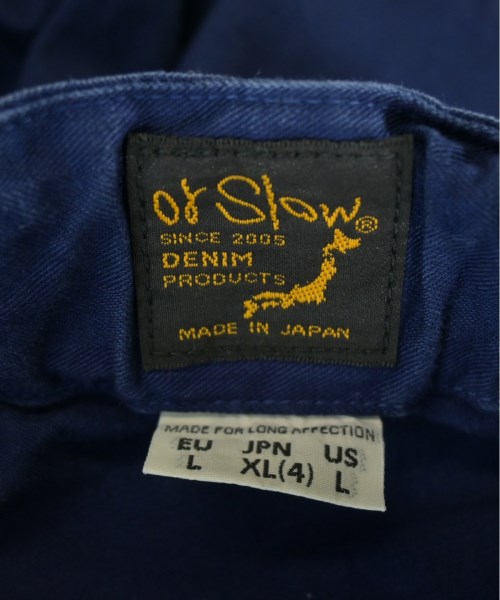 or Slow®
SINCE 2005
DENIM
PRODUCTS
MADE IN JAPAN
MADE FOR LONG AFFECTION
EU JPN US
L XL(4) L